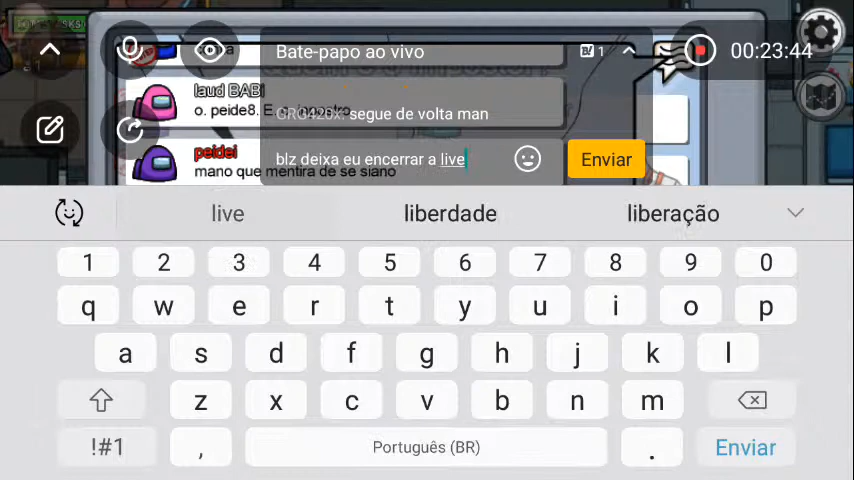 Bate-papo ao vivo
1
00:23:44
laud BABi
segue de volta man
peidei
mano que mentira de se siano
blz deixa eu encerrar a live
Enviar
live liberdade liberação
1 2 3 4 5 6 7 8 9 0
q w e r t y u i o p
a s d f g h j k l
z x c v b n m
!#1 , Português (BR) . Enviar